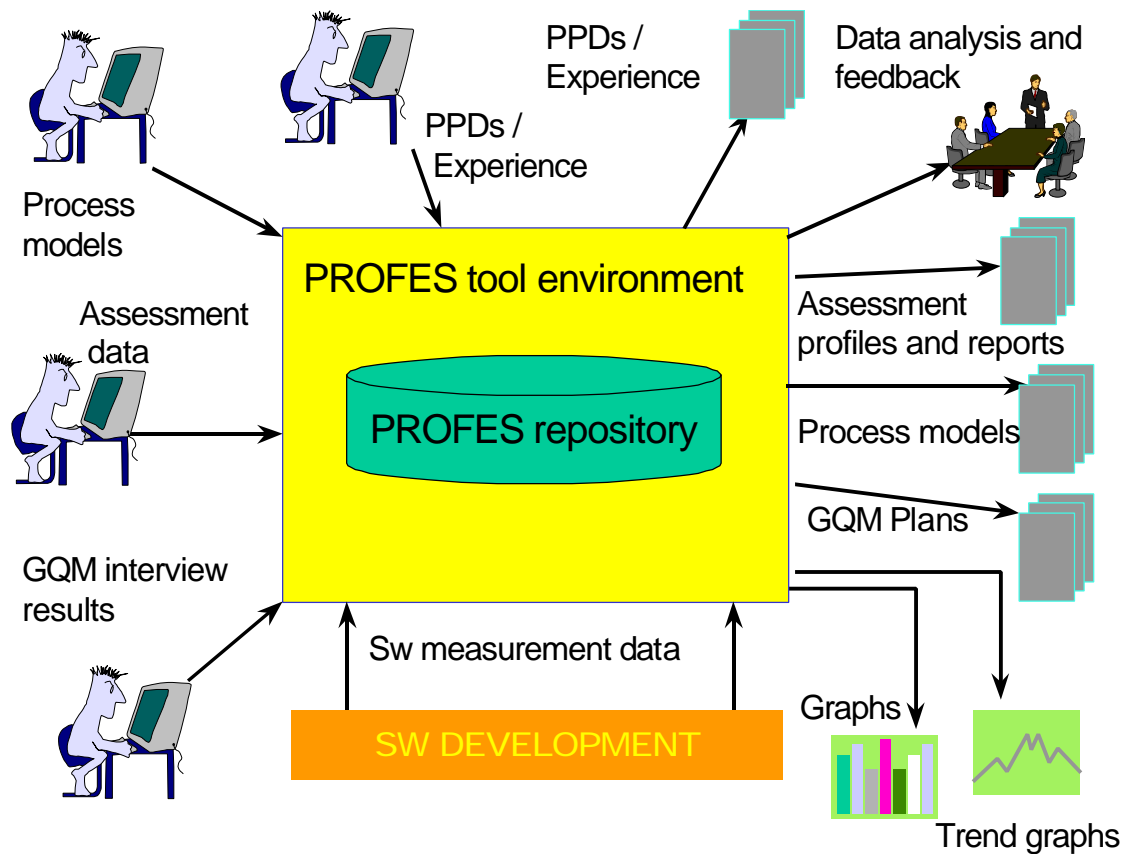 PPDs /
Experience
Data analysis and
feedback
PPDs /
Experience
Process
models
PROFES tool environment
Assessment
data
Assessment
profiles and reports
PROFES repository
Process models
GQM Plans
GQM interview
results
Sw measurement data
Graphs
SW DEVELOPMENT
Trend graphs